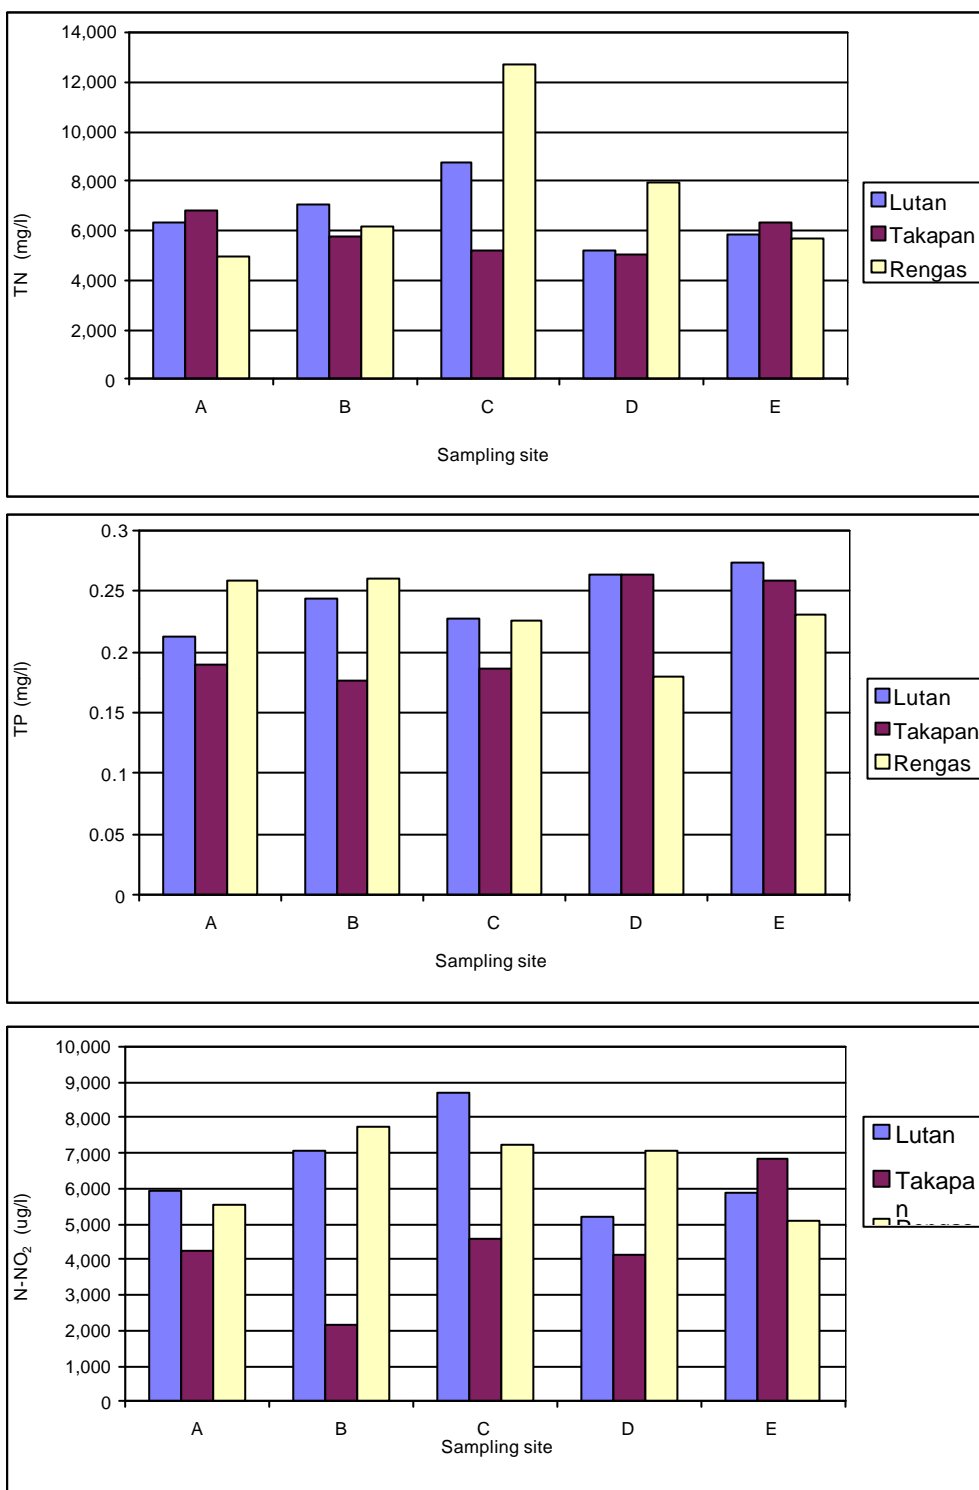 14,000
12,000
10,000
8,000
6,000
4,000
2,000
0
TN (mg/l)
A B C D E
Sampling site
Lutan
Takapan
Rengas
0.3
0.25
0.2
0.15
0.1
0.05
0
TP (mg/l)
A B C D E
Sampling site
Lutan
Takapan
Rengas
10,000
9,000
8,000
7,000
6,000
5,000
4,000
3,000
2,000
1,000
0
N-NO₂ (ug/l)
A B C D E
Sampling site
Lutan
Takapa
n
Rengas